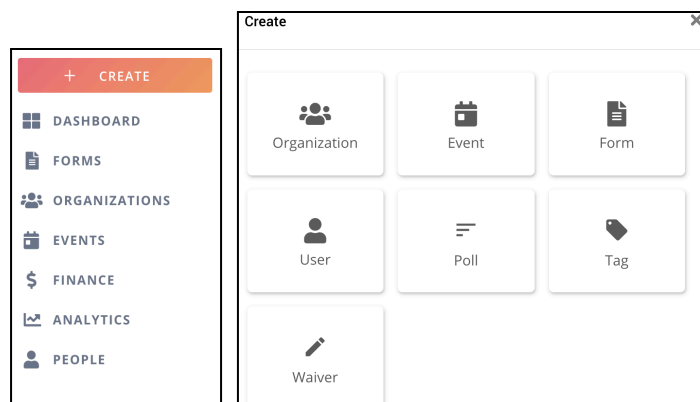 + CREATE
DASHBOARD
FORMS
ORGANIZATIONS
EVENTS
FINANCE
ANALYTICS
PEOPLE
Create
Organization
Event
Form
User
Poll
Tag
Waiver